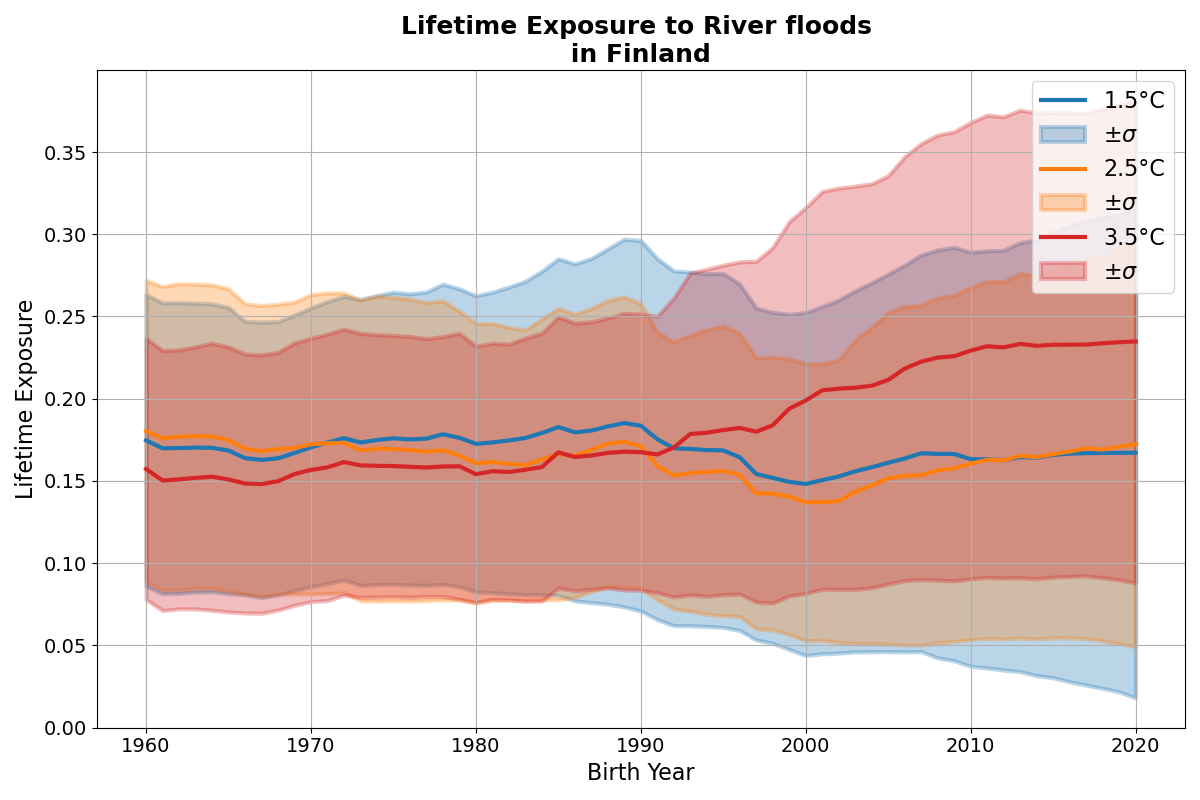 Lifetime Exposure to River floods
in Finland
Lifetime Exposure
0.35
0.30
0.25
0.20
0.15
0.10
0.05
0.00
1960 1970 1980 1990 2000 2010 2020
Birth Year
1.5°C
±σ
2.5°C
±σ
3.5°C
±σ